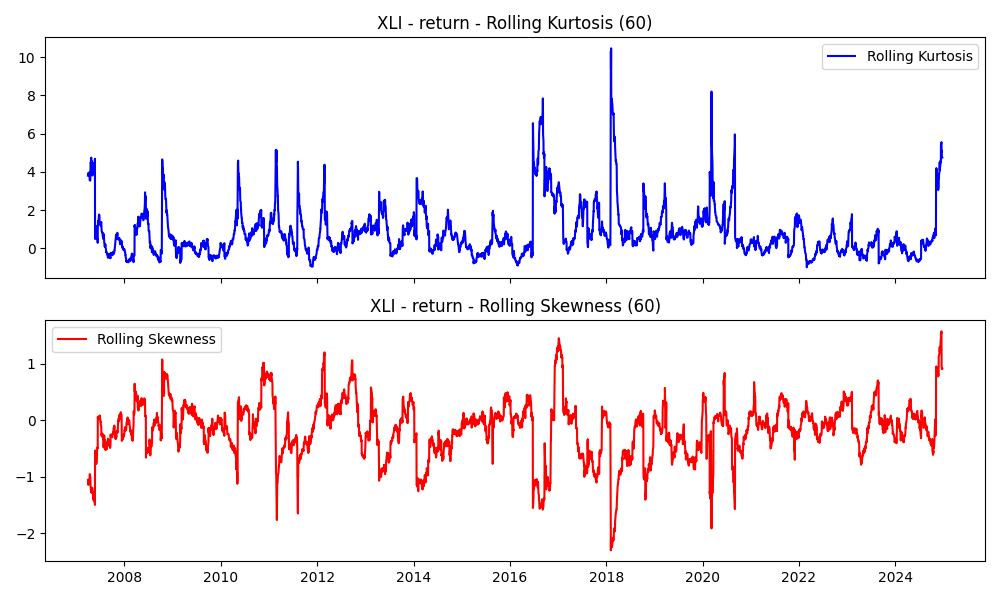 XLI - return - Rolling Kurtosis (60)
10
8
6
4
2
0
Rolling Kurtosis
XLI - return - Rolling Skewness (60)
Rolling Skewness
1
0
−1
−2
2008 2010 2012 2014 2016 2018 2020 2022 2024